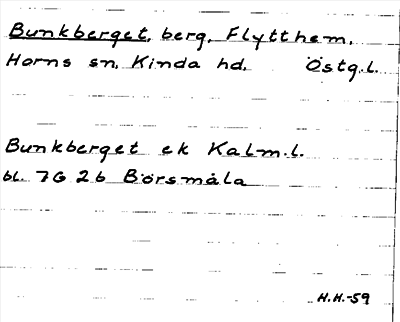 Bunkberget, berg, Flytthem,
Horns sn, Kinda hd, Östg.l.
Bunkberget ek Kalm.l.
bl. 7G 2b Börsmåla
H.H.-59